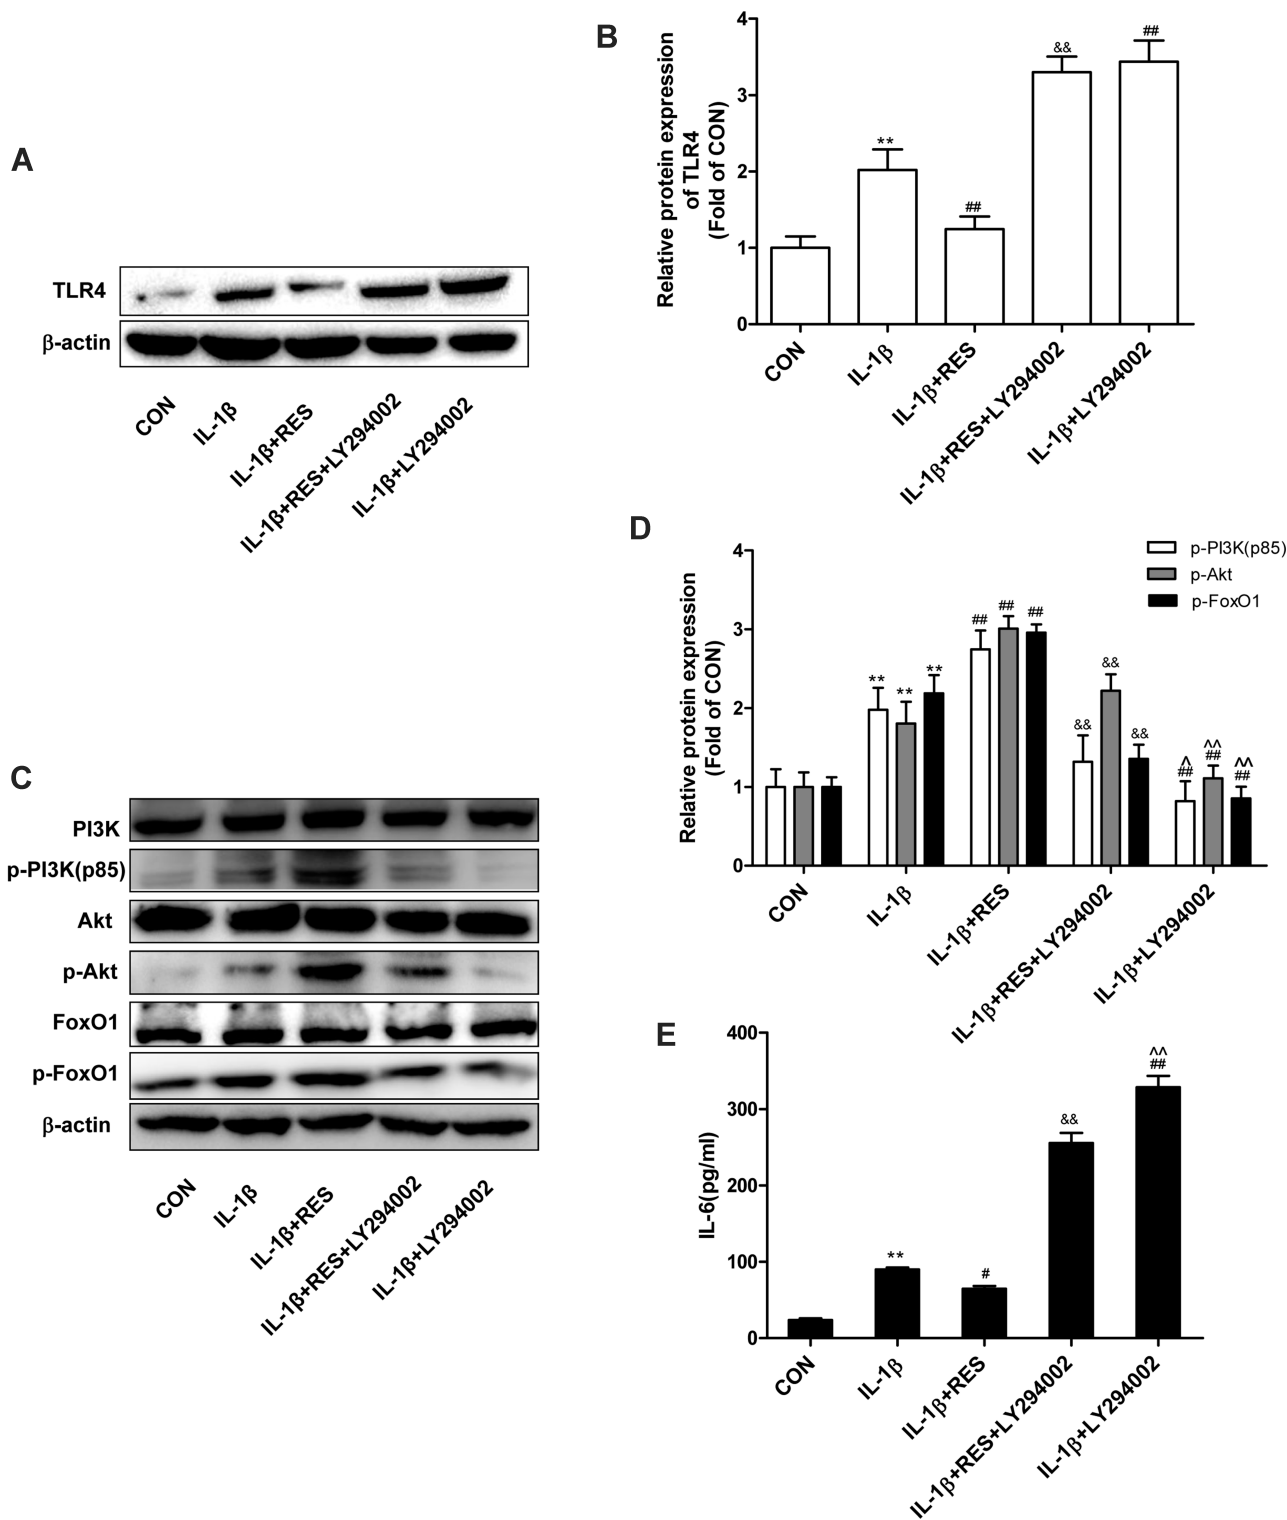 A
TLR4
β-actin
CON
IL-1β
IL-1β+RES
IL-1β+RES+LY294002
IL-1β+LY294002
B
Relative protein expression
of TLR4
(Fold of CON)
4
3
2
1
0
**
##
&&
##
CON
IL-1β
IL-1β+RES
IL-1β+RES+LY294002
IL-1β+LY294002
C
PI3K
p-PI3K(p85)
Akt
p-Akt
FoxO1
p-FoxO1
β-actin
CON
IL-1β
IL-1β+RES
IL-1β+RES+LY294002
IL-1β+LY294002
D
Relative protein expression
(Fold of CON)
4
3
2
1
0
p-PI3K(p85)
p-Akt
p-FoxO1
** ** **
## ## ##
&& && &&
^ ^^ ^^
## ## ##
CON
IL-1β
IL-1β+RES
IL-1β+RES+LY294002
IL-1β+LY294002
E
IL-6(pg/ml)
400
300
200
100
0
**
#
&&
^^
##
CON
IL-1β
IL-1β+RES
IL-1β+RES+LY294002
IL-1β+LY294002